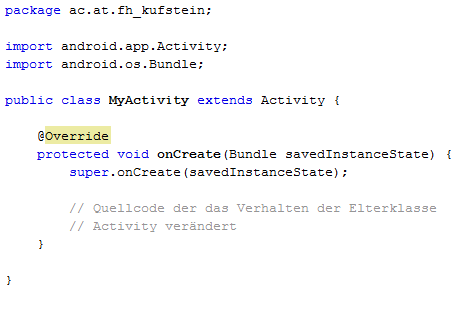 package ac.at.fh_kufstein;
import android.app.Activity;
import android.os.Bundle;
public class MyActivity extends Activity {
@Override
protected void onCreate(Bundle savedInstanceState) {
super.onCreate(savedInstanceState);
// Quellcode der das Verhalten der Elterklasse
// Activity verändert
}
}